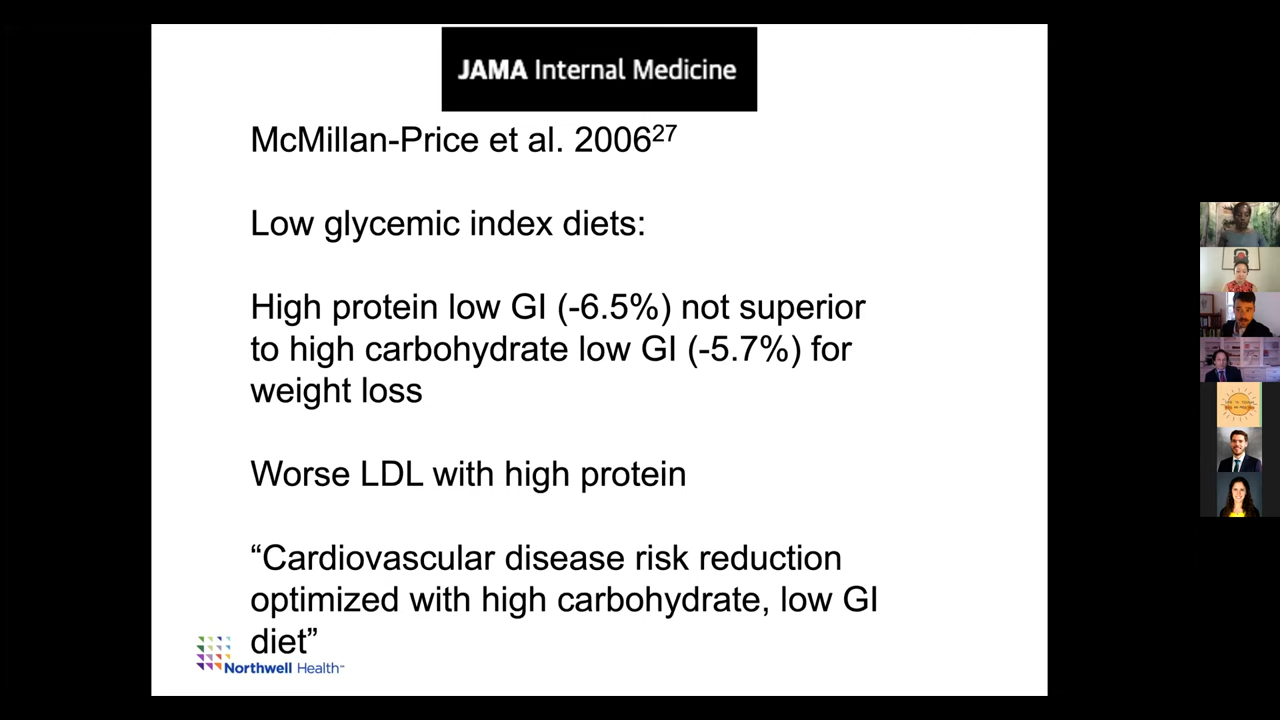 JAMA Internal Medicine
McMillan-Price et al. 2006²⁷
Low glycemic index diets:
High protein low GI (-6.5%) not superior
to high carbohydrate low GI (-5.7%) for
weight loss
Worse LDL with high protein
“Cardiovascular disease risk reduction
optimized with high carbohydrate, low GI
diet”
Northwell Health℠